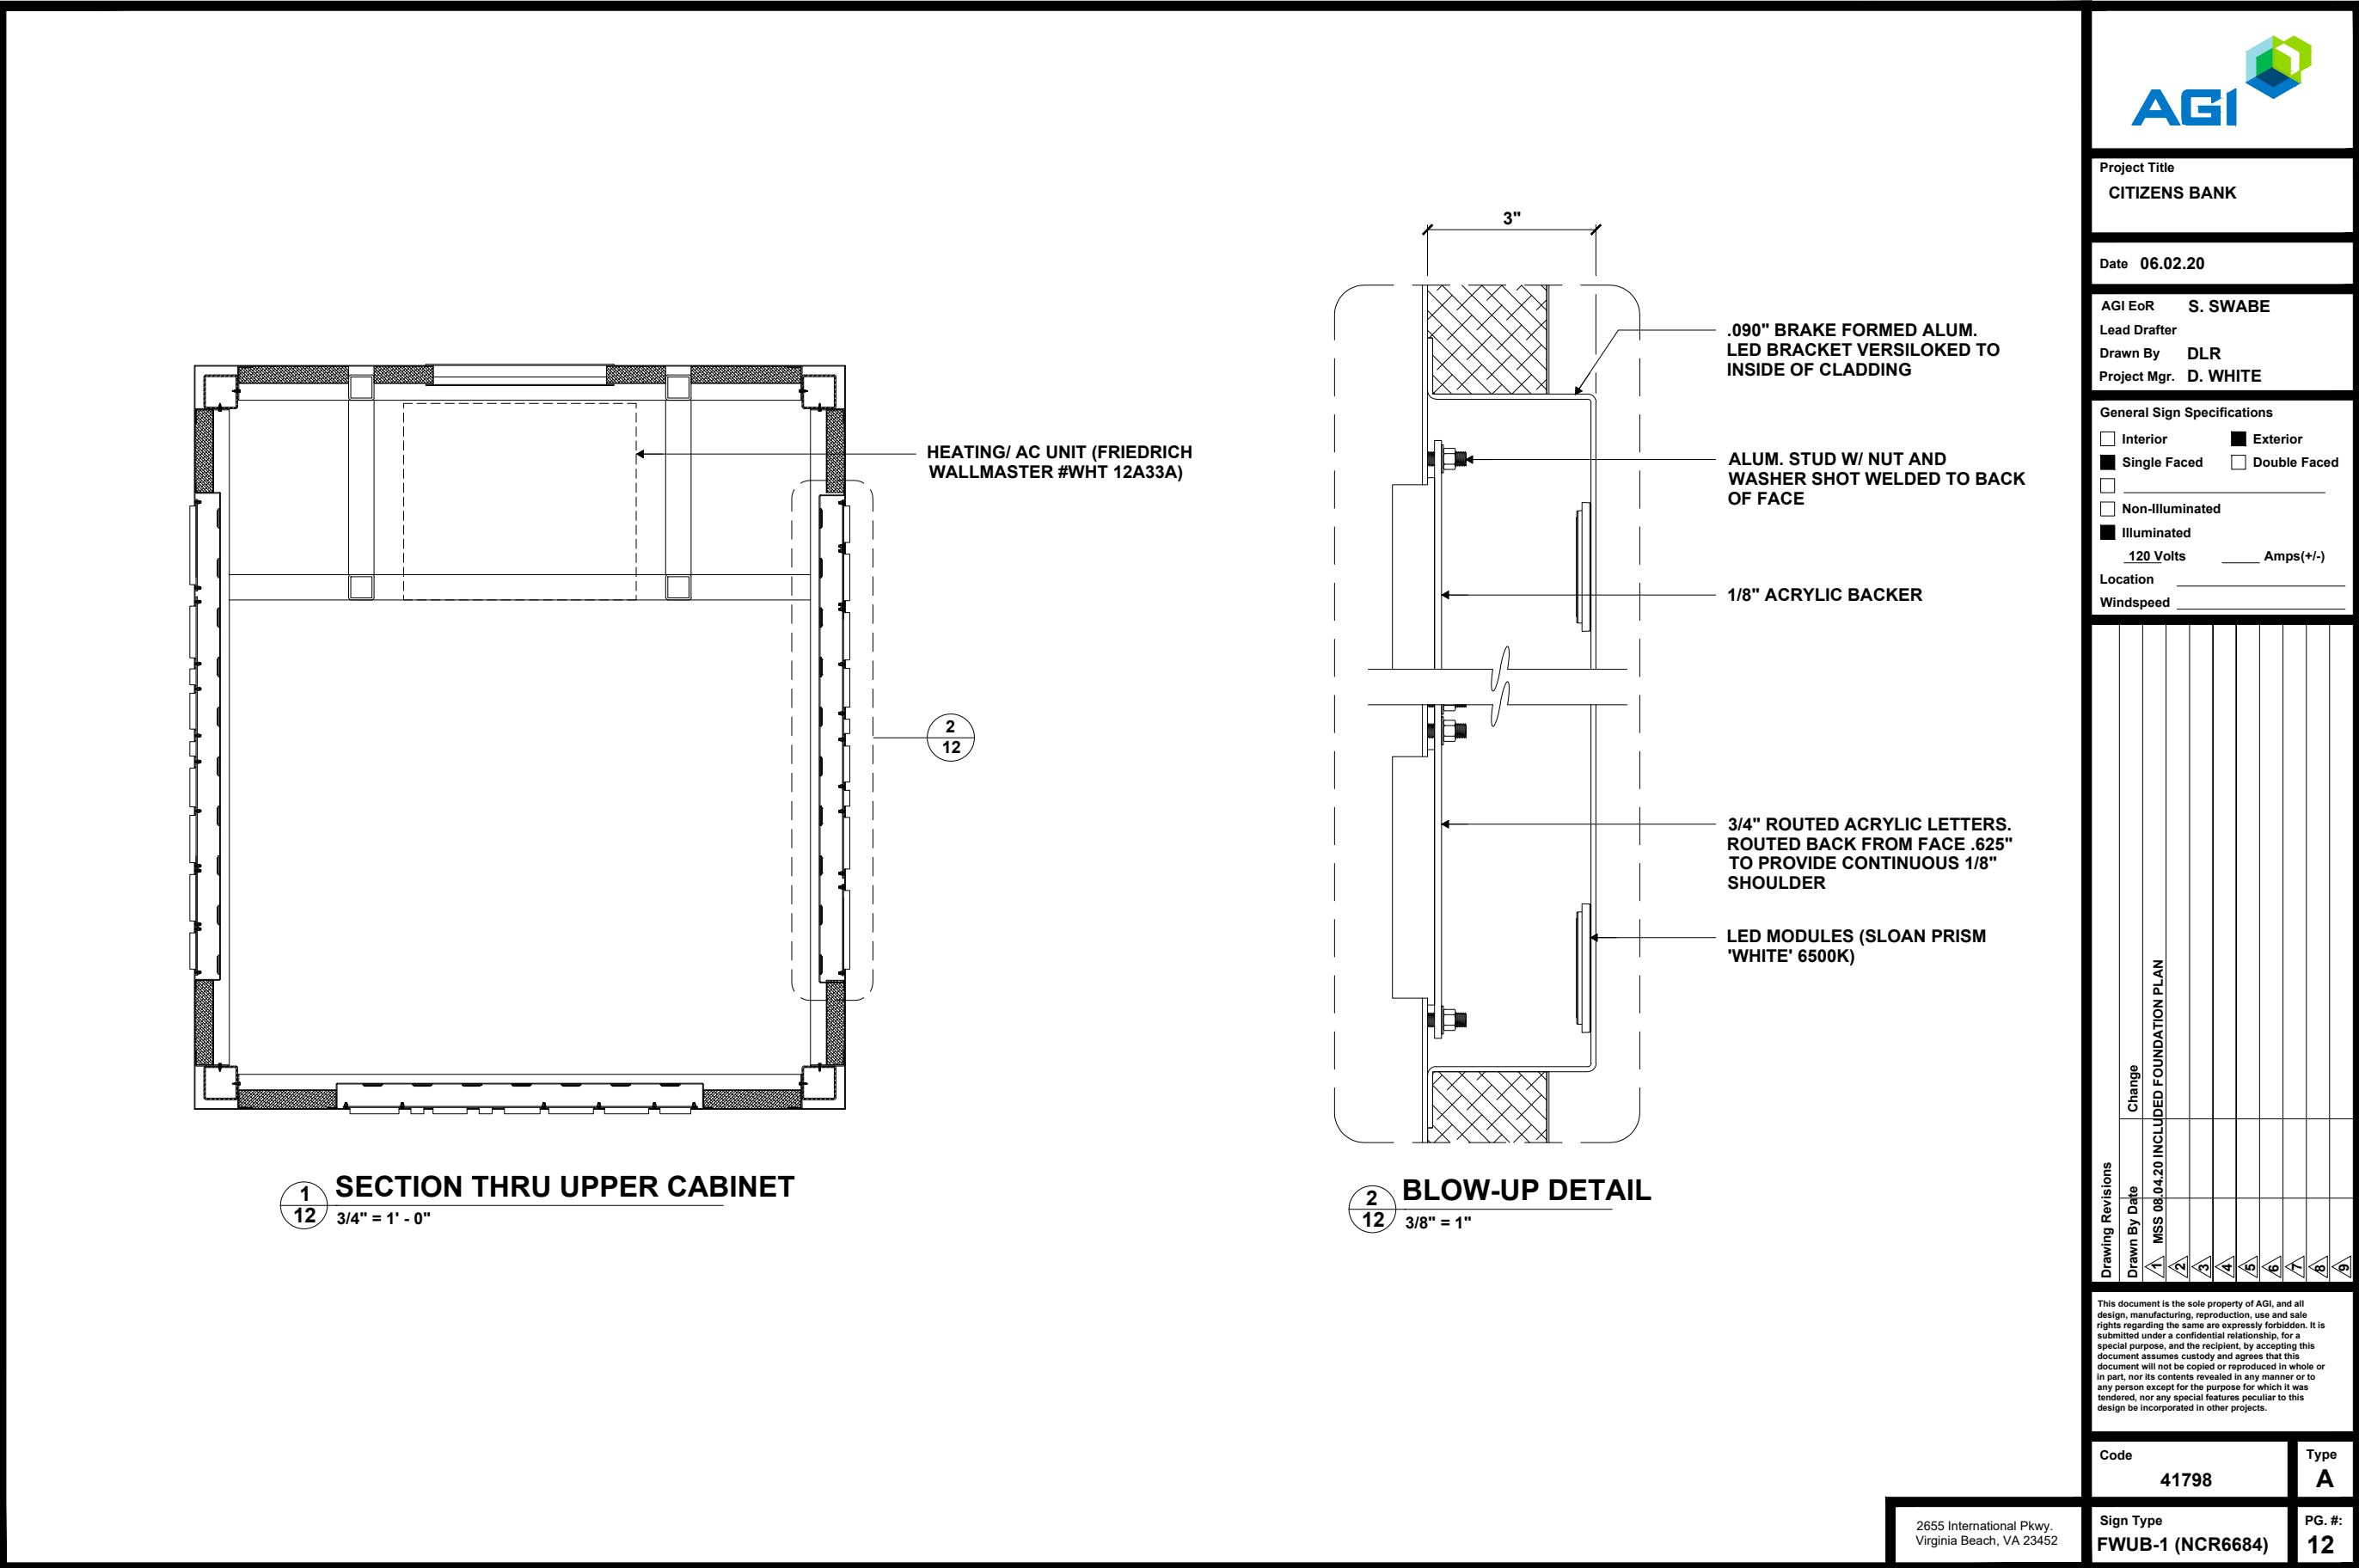 3"
.090" BRAKE FORMED ALUM.
LED BRACKET VERSILOKED TO
INSIDE OF CLADDING
HEATING/ AC UNIT (FRIEDRICH
WALLMASTER #WHT 12A33A)
ALUM. STUD W/ NUT AND
WASHER SHOT WELDED TO BACK
OF FACE
1/8" ACRYLIC BACKER
2
12
3/4" ROUTED ACRYLIC LETTERS.
ROUTED BACK FROM FACE .625"
TO PROVIDE CONTINUOUS 1/8"
SHOULDER
LED MODULES (SLOAN PRISM
'WHITE' 6500K)
1
12
SECTION THRU UPPER CABINET
3/4" = 1' - 0"
2
12
BLOW-UP DETAIL
3/8" = 1"
AGI
Project Title
CITIZENS BANK
Date 06.02.20
AGI EoR S. SWABE
Lead Drafter
Drawn By DLR
Project Mgr. D. WHITE
General Sign Specifications
Interior Exterior
Single Faced Double Faced
Non-Illuminated
Illuminated
120 Volts Amps(+/-)
Location
Windspeed
Drawing Revisions
Drawn By Date Change
1 MSS 08.04.20 INCLUDED FOUNDATION PLAN
2
3
4
5
6
7
8
9
This document is the sole property of AGI, and all
design, manufacturing, reproduction, use and sale
rights regarding the same are expressly forbidden. It is
submitted under a confidential relationship, for a
special purpose, and the recipient, by accepting this
document assumes custody and agrees that this
document will not be copied or reproduced in whole or
in part, nor its contents revealed in any manner or to
any person except for the purpose for which it was
tendered, nor any special features peculiar to this
design be incorporated in other projects.
Code
41798
Type
A
2655 International Pkwy.
Virginia Beach, VA 23452
Sign Type
FWUB-1 (NCR6684)
PG. #:
12